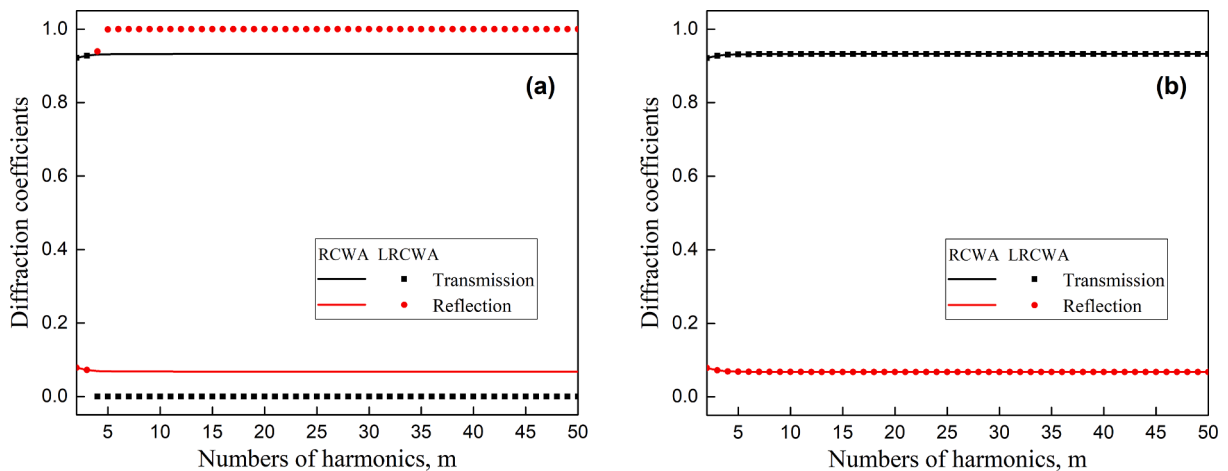 1.0
0.8
0.6
0.4
0.2
0.0
Diffraction coefficients
(a)
RCWA LRCWA
Transmission
Reflection
5 10 15 20 25 30 35 40 45 50
Numbers of harmonics, m
1.0
0.8
0.6
0.4
0.2
0.0
Diffraction coefficients
(b)
RCWA LRCWA
Transmission
Reflection
5 10 15 20 25 30 35 40 45 50
Numbers of harmonics, m